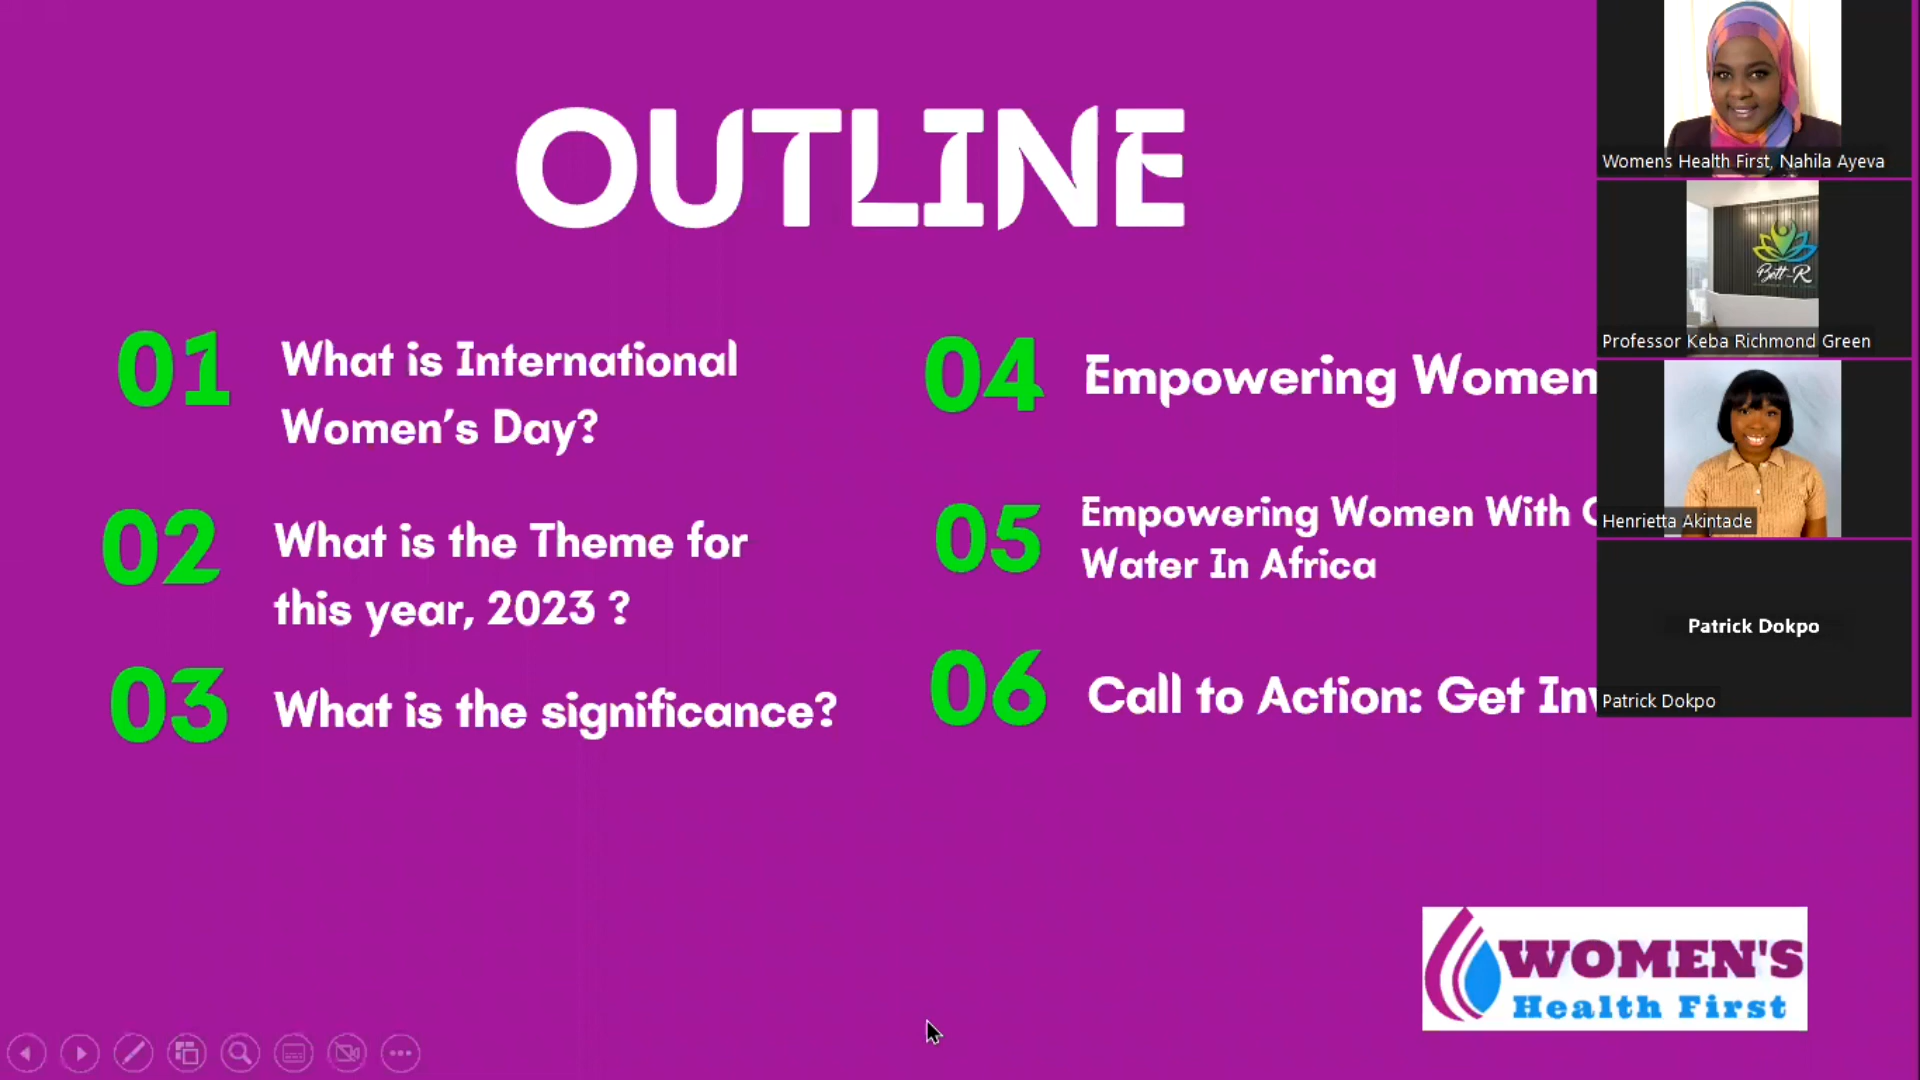 OUTLINE
01
What is International
Women's Day?
02
What is the Theme for
this year, 2023 ?
03
What is the significance?
04
Empowering Women
05
Empowering Women With
Water In Africa
06
Call to Action: Get
WOMEN'S
Health First
Womens Health First, Nahila Ayeva
Bett-R
Professor Keba Richmond Green
Henrietta Akintade
Patrick Dokpo
Patrick Dokpo